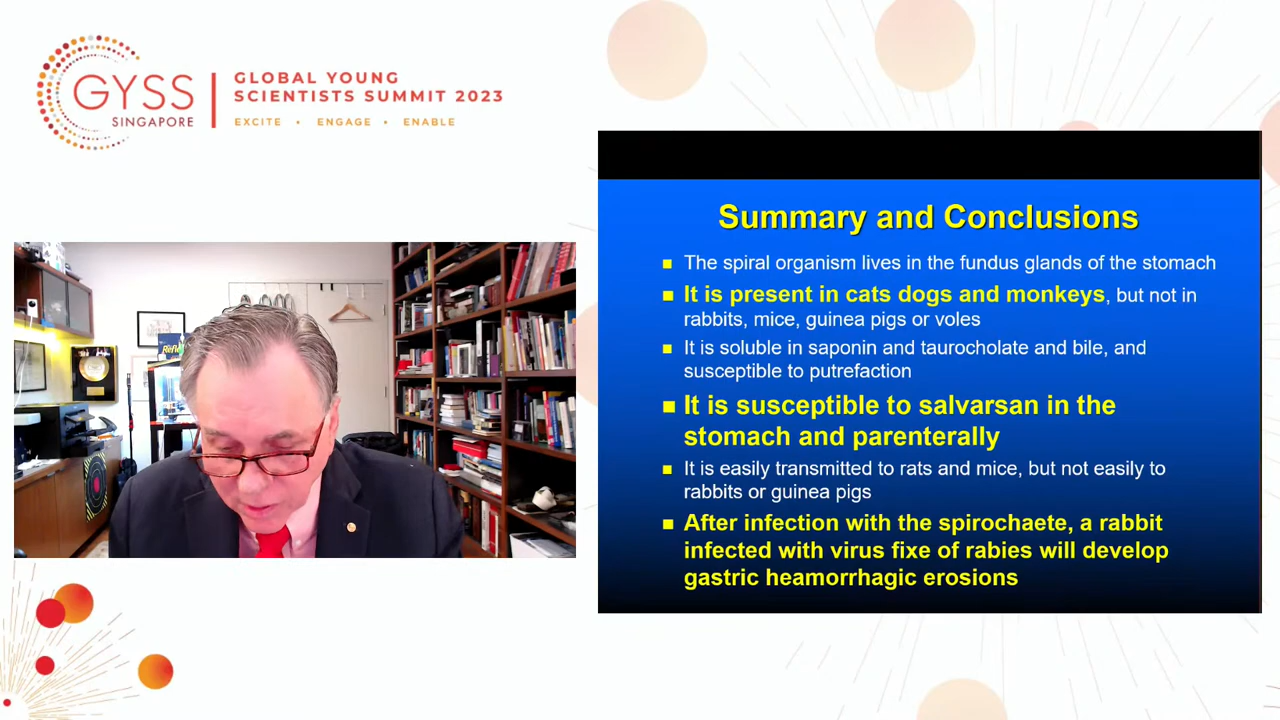 GYSS
SINGAPORE
GLOBAL YOUNG
SCIENTISTS SUMMIT 2023
EXCITE • ENGAGE • ENABLE
Summary and Conclusions
The spiral organism lives in the fundus glands of the stomach
It is present in cats dogs and monkeys, but not in
rabbits, mice, guinea pigs or voles
It is soluble in saponin and taurocholate and bile, and
susceptible to putrefaction
It is susceptible to salvarsan in the
stomach and parenterally
It is easily transmitted to rats and mice, but not easily to
rabbits or guinea pigs
After infection with the spirochaete, a rabbit
infected with virus fixe of rabies will develop
gastric heamorrhagic erosions